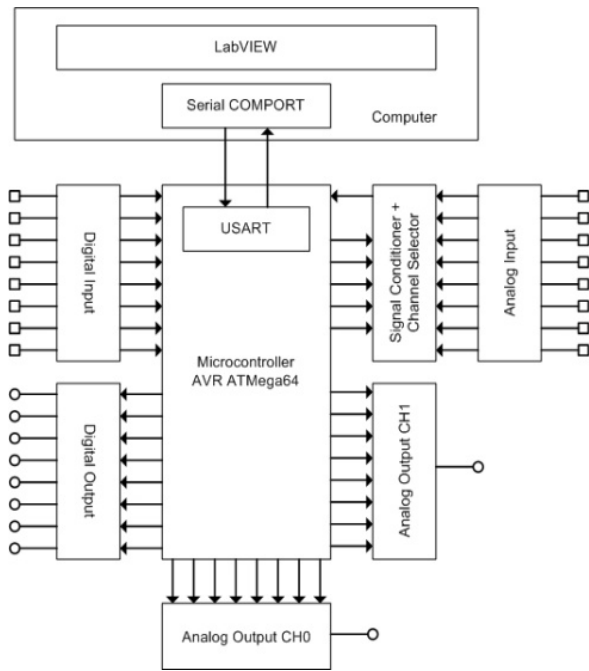 LabVIEW
Serial COMPORT
Computer
USART
Digital Input
Signal Conditioner +
Channel Selector
Analog Input
Microcontroller
AVR ATMega64
Digital Output
Analog Output CH1
Analog Output CH0